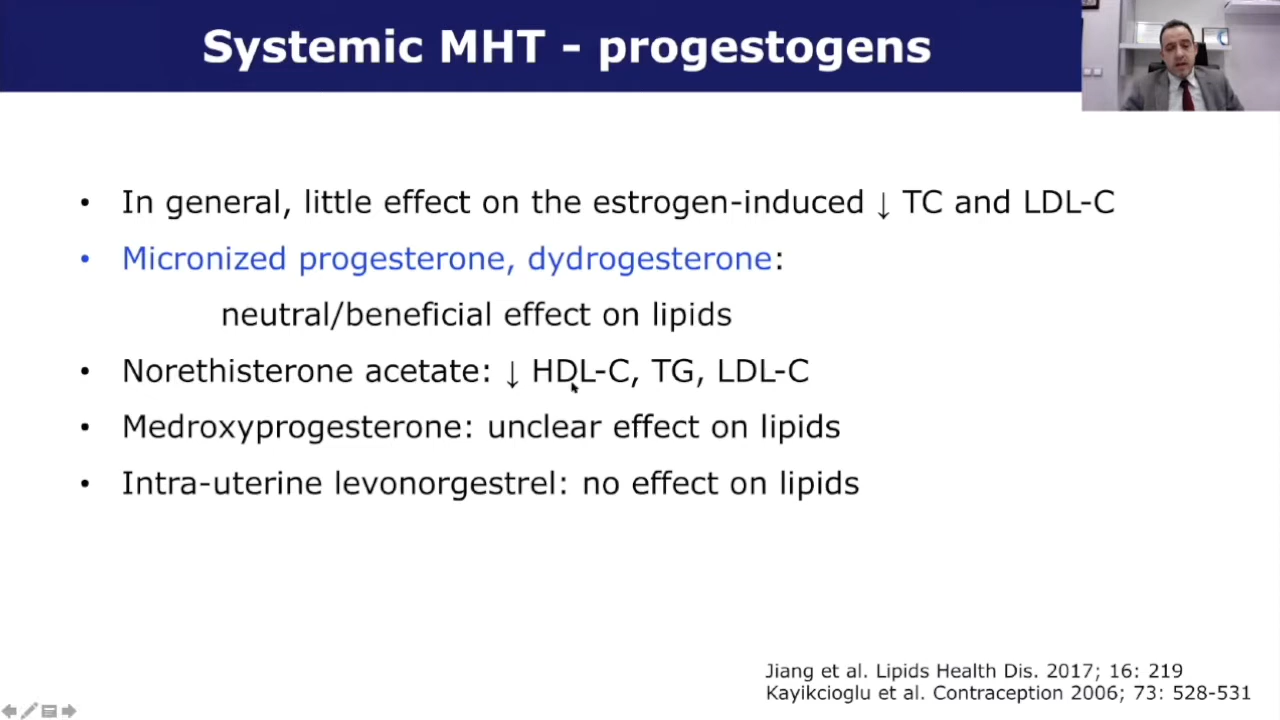 Systemic MHT - progestogens
• In general, little effect on the estrogen-induced ↓ TC and LDL-C
• Micronized progesterone, dydrogesterone:
neutral/beneficial effect on lipids
• Norethisterone acetate: ↓ HDL-C, TG, LDL-C
• Medroxyprogesterone: unclear effect on lipids
• Intra-uterine levonorgestrel: no effect on lipids
Jiang et al. Lipids Health Dis. 2017; 16: 219
Kayikcioglu et al. Contraception 2006; 73: 528-531